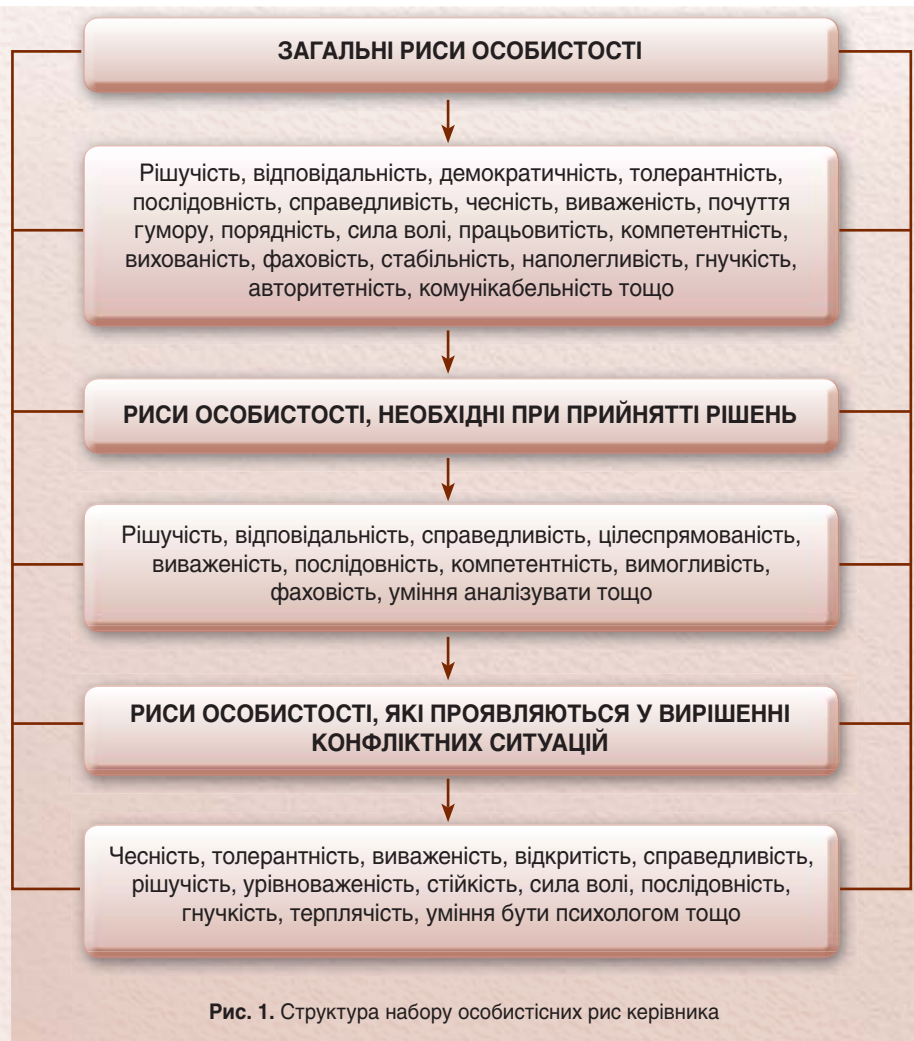 ЗАГАЛЬНІ РИСИ ОСОБИСТОСТІ
Рішучість, відповідальність, демократичність, толерантність,
послідовність, справедливість, чесність, виваженість, почуття
гумору, порядність, сила волі, працьовитість, компетентність,
вихованість, фаховість, стабільність, наполегливість, гнучкість,
авторитетність, комунікабельність тощо
РИСИ ОСОБИСТОСТІ, НЕОБХІДНІ ПРИ ПРИЙНЯТТІ РІШЕНЬ
Рішучість, відповідальність, справедливість, цілеспрямованість,
виваженість, послідовність, компетентність, вимогливість,
фаховість, уміння аналізувати тощо
РИСИ ОСОБИСТОСТІ, ЯКІ ПРОЯВЛЯЮТЬСЯ У ВИРІШЕННІ
КОНФЛІКТНИХ СИТУАЦІЙ
Чесність, толерантність, виваженість, відкритість, справедливість,
рішучість, урівноваженість, стійкість, сила волі, послідовність,
гнучкість, терплячість, уміння бути психологом тощо
Рис. 1. Структура набору особистісних рис керівника